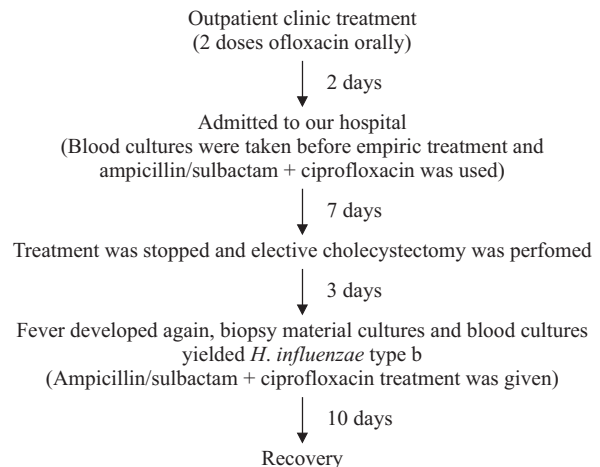 Outpatient clinic treatment
(2 doses ofloxacin orally)
2 days
Admitted to our hospital
(Blood cultures were taken before empiric treatment and
ampicillin/sulbactam + ciprofloxacin was used)
7 days
Treatment was stopped and elective cholecystectomy was perfomed
3 days
Fever developed again, biopsy material cultures and blood cultures
yielded H. influenzae type b
(Ampicillin/sulbactam + ciprofloxacin treatment was given)
10 days
Recovery